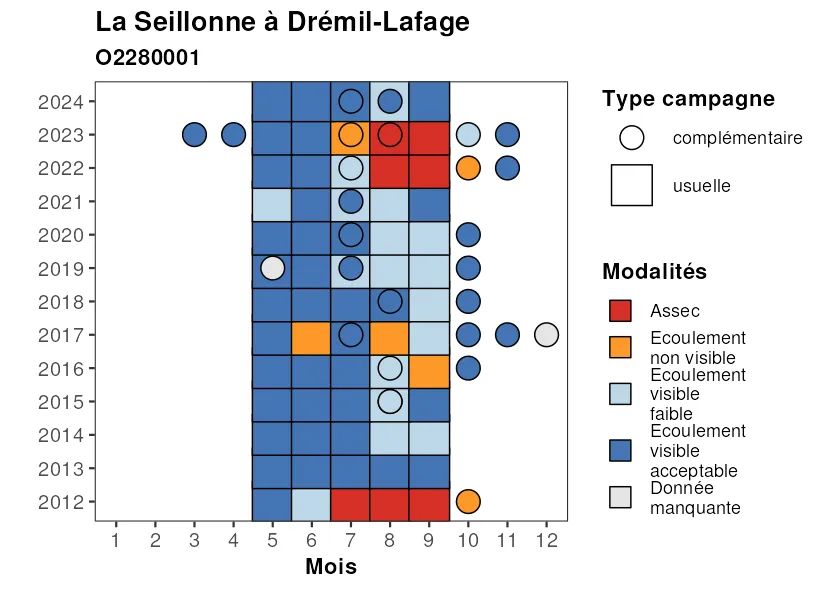 La Seillonne à Drémil-Lafage
O2280001
2024
2023
2022
2021
2020
2019
2018
2017
2016
2015
2014
2013
2012
1 2 3 4 5 6 7 8 9 10 11 12
Mois
Type campagne
complémentaire
usuelle
Modalités
Assec
Ecoulement
non visible
Ecoulement
visible
faible
Ecoulement
visible
acceptable
Donnée
manquante